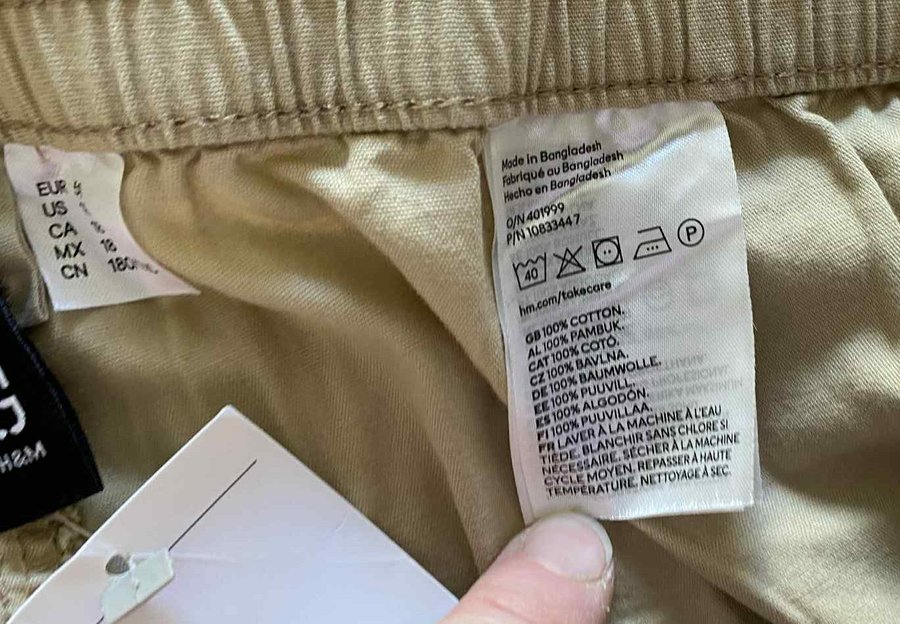 EUR
US
CA
MX 18
CN
H&M
Made in Bangladesh
Fabriqué au Bangladesh
Hecho en Bangladesh
O/N 401999
P/N 10833447
40
P
hm.com/takecare
GB 100% COTTON.
AL 100% PAMBUK.
CAT 100% COTÓ.
CZ 100% BAVLNA.
DE 100% BAUMWOLLE.
EE 100% PUUVILL.
ES 100% ALGODÓN.
FI 100% PUUVILLAA.
FR LAVER À LA MACHINE À L'EAU
TIÈDE, BLANCHIR SANS CHLORE SI
NÉCESSAIRE, SÉCHER À LA MACHINE
CYCLE MOYEN, REPASSER À HAUTE
TEMPÉRATURE, NETTOYAGE À SEC.